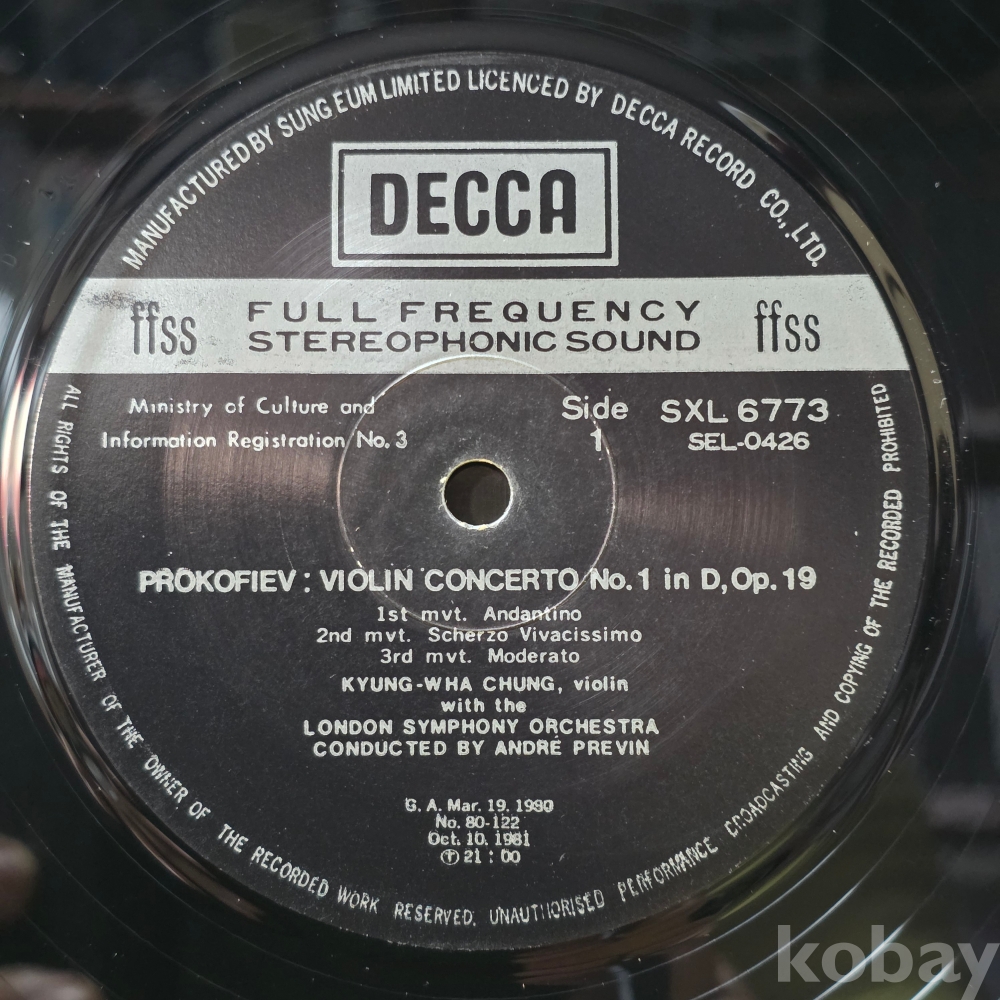 MANUFACTURED BY SUNG EUM LIMITED LICENCED BY DECCA RECORD CO., LTD.
DECCA
ffss FULL FREQUENCY STEREOPHONIC SOUND ffss
Ministry of Culture and
Information Registration No. 3
Side 1
SXL 6773
SEL-0426
PROKOFIEV : VIOLIN CONCERTO No. 1 in D, Op. 19
1st mvt. Andantino
2nd mvt. Scherzo Vivacissimo
3rd mvt. Moderato
KYUNG-WHA CHUNG, violin
with the
LONDON SYMPHONY ORCHESTRA
CONDUCTED BY ANDRÉ PREVIN
G. A. Mar. 19. 1980
No. 80-122
Oct. 10. 1981
Ⓣ 21 : 00
ALL RIGHTS OF THE MANUFACTURER OF THE OWNER OF THE RECORDED WORK RESERVED. UNAUTHORISED PERFORMANCE BROADCASTING AND COPYING OF THE RECORDED PROHIBITED
kobay